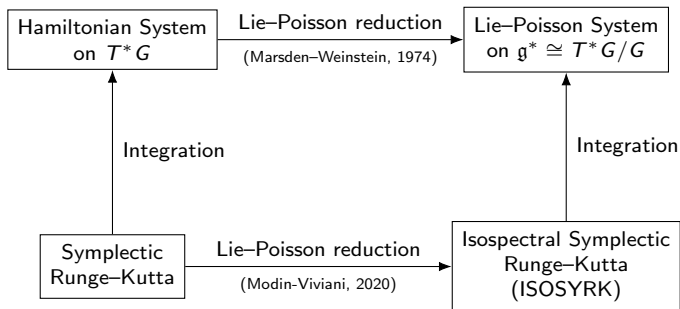 Hamiltonian System
on T*G
Lie–Poisson reduction
(Marsden–Weinstein, 1974)
Lie–Poisson System
on 𝔤* ≅ T*G/G
Integration
Integration
Symplectic
Runge–Kutta
Lie–Poisson reduction
(Modin-Viviani, 2020)
Isospectral Symplectic
Runge–Kutta
(ISOSYRK)